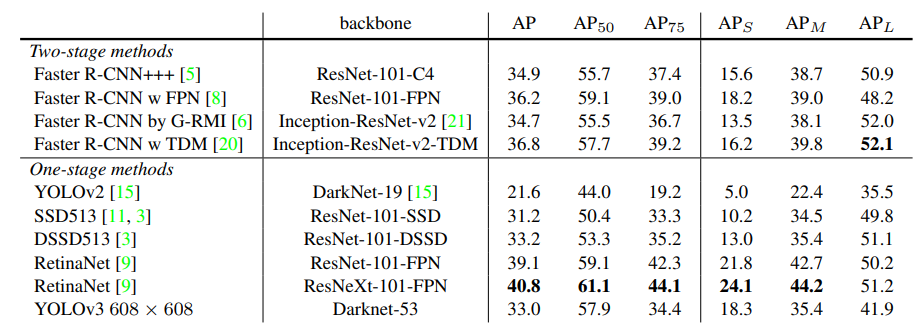 backbone AP AP50 AP75 APS APM APL
Two-stage methods
Faster R-CNN+++ [5] ResNet-101-C4 34.9 55.7 37.4 15.6 38.7 50.9
Faster R-CNN w FPN [8] ResNet-101-FPN 36.2 59.1 39.0 18.2 39.0 48.2
Faster R-CNN by G-RMI [6] Inception-ResNet-v2 [21] 34.7 55.5 36.7 13.5 38.1 52.0
Faster R-CNN w TDM [20] Inception-ResNet-v2-TDM 36.8 57.7 39.2 16.2 39.8 52.1
One-stage methods
YOLOv2 [15] DarkNet-19 [15] 21.6 44.0 19.2 5.0 22.4 35.5
SSD513 [11, 3] ResNet-101-SSD 31.2 50.4 33.3 10.2 34.5 49.8
DSSD513 [3] ResNet-101-DSSD 33.2 53.3 35.2 13.0 35.4 51.1
RetinaNet [9] ResNet-101-FPN 39.1 59.1 42.3 21.8 42.7 50.2
RetinaNet [9] ResNeXt-101-FPN 40.8 61.1 44.1 24.1 44.2 51.2
YOLOv3 608 × 608 Darknet-53 33.0 57.9 34.4 18.3 35.4 41.9